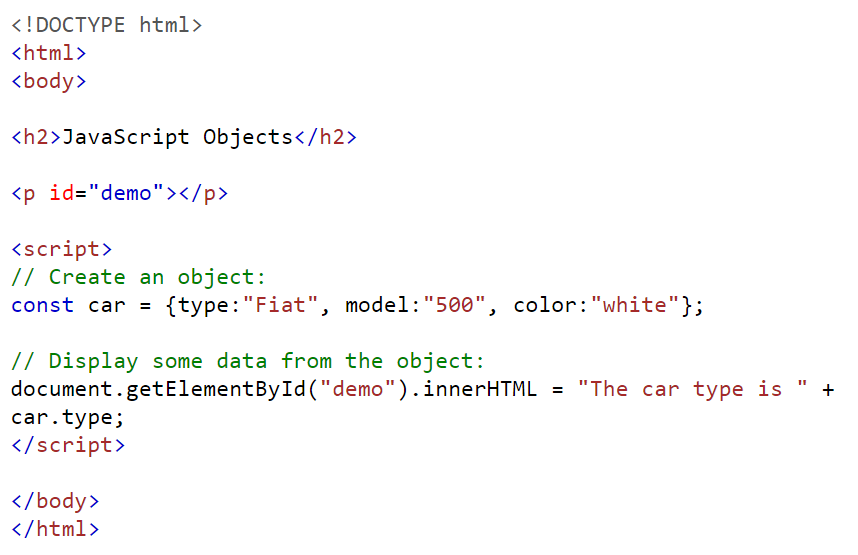 <!DOCTYPE html>
<html>
<body>
<h2>JavaScript Objects</h2>
<p id="demo"></p>
<script>
// Create an object:
const car = {type:"Fiat", model:"500", color:"white"};
// Display some data from the object:
document.getElementById("demo").innerHTML = "The car type is " +
car.type;
</script>
</body>
</html>